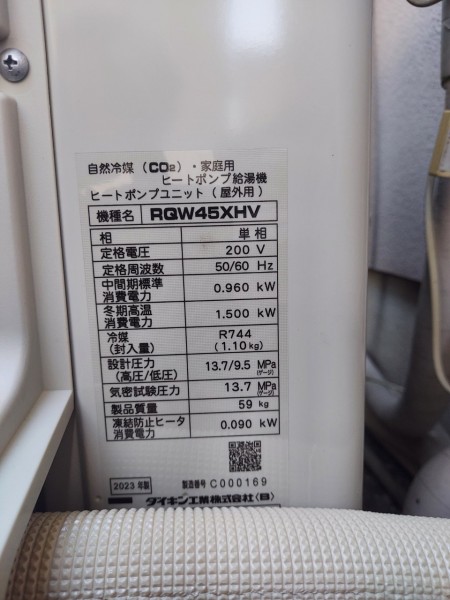 自然冷媒（CO₂）・家庭用
ヒートポンプ給湯機
ヒートポンプユニット（屋外用）
機種名 RQW45XHV
相 単相
定格電圧 200 V
定格周波数 50/60 Hz
中間期標準消費電力 0.960 kW
冬期高温消費電力 1.500 kW
冷媒（封入量） R744（1.10kg）
設計圧力（高圧/低圧） 13.7/9.5 MPa（ゲージ）
気密試験圧力 13.7 MPa（ゲージ）
製品質量 59 kg
凍結防止ヒータ消費電力 0.090 kW
2023 年製 製造番号 C000169
ダイキン工業株式会社（日）